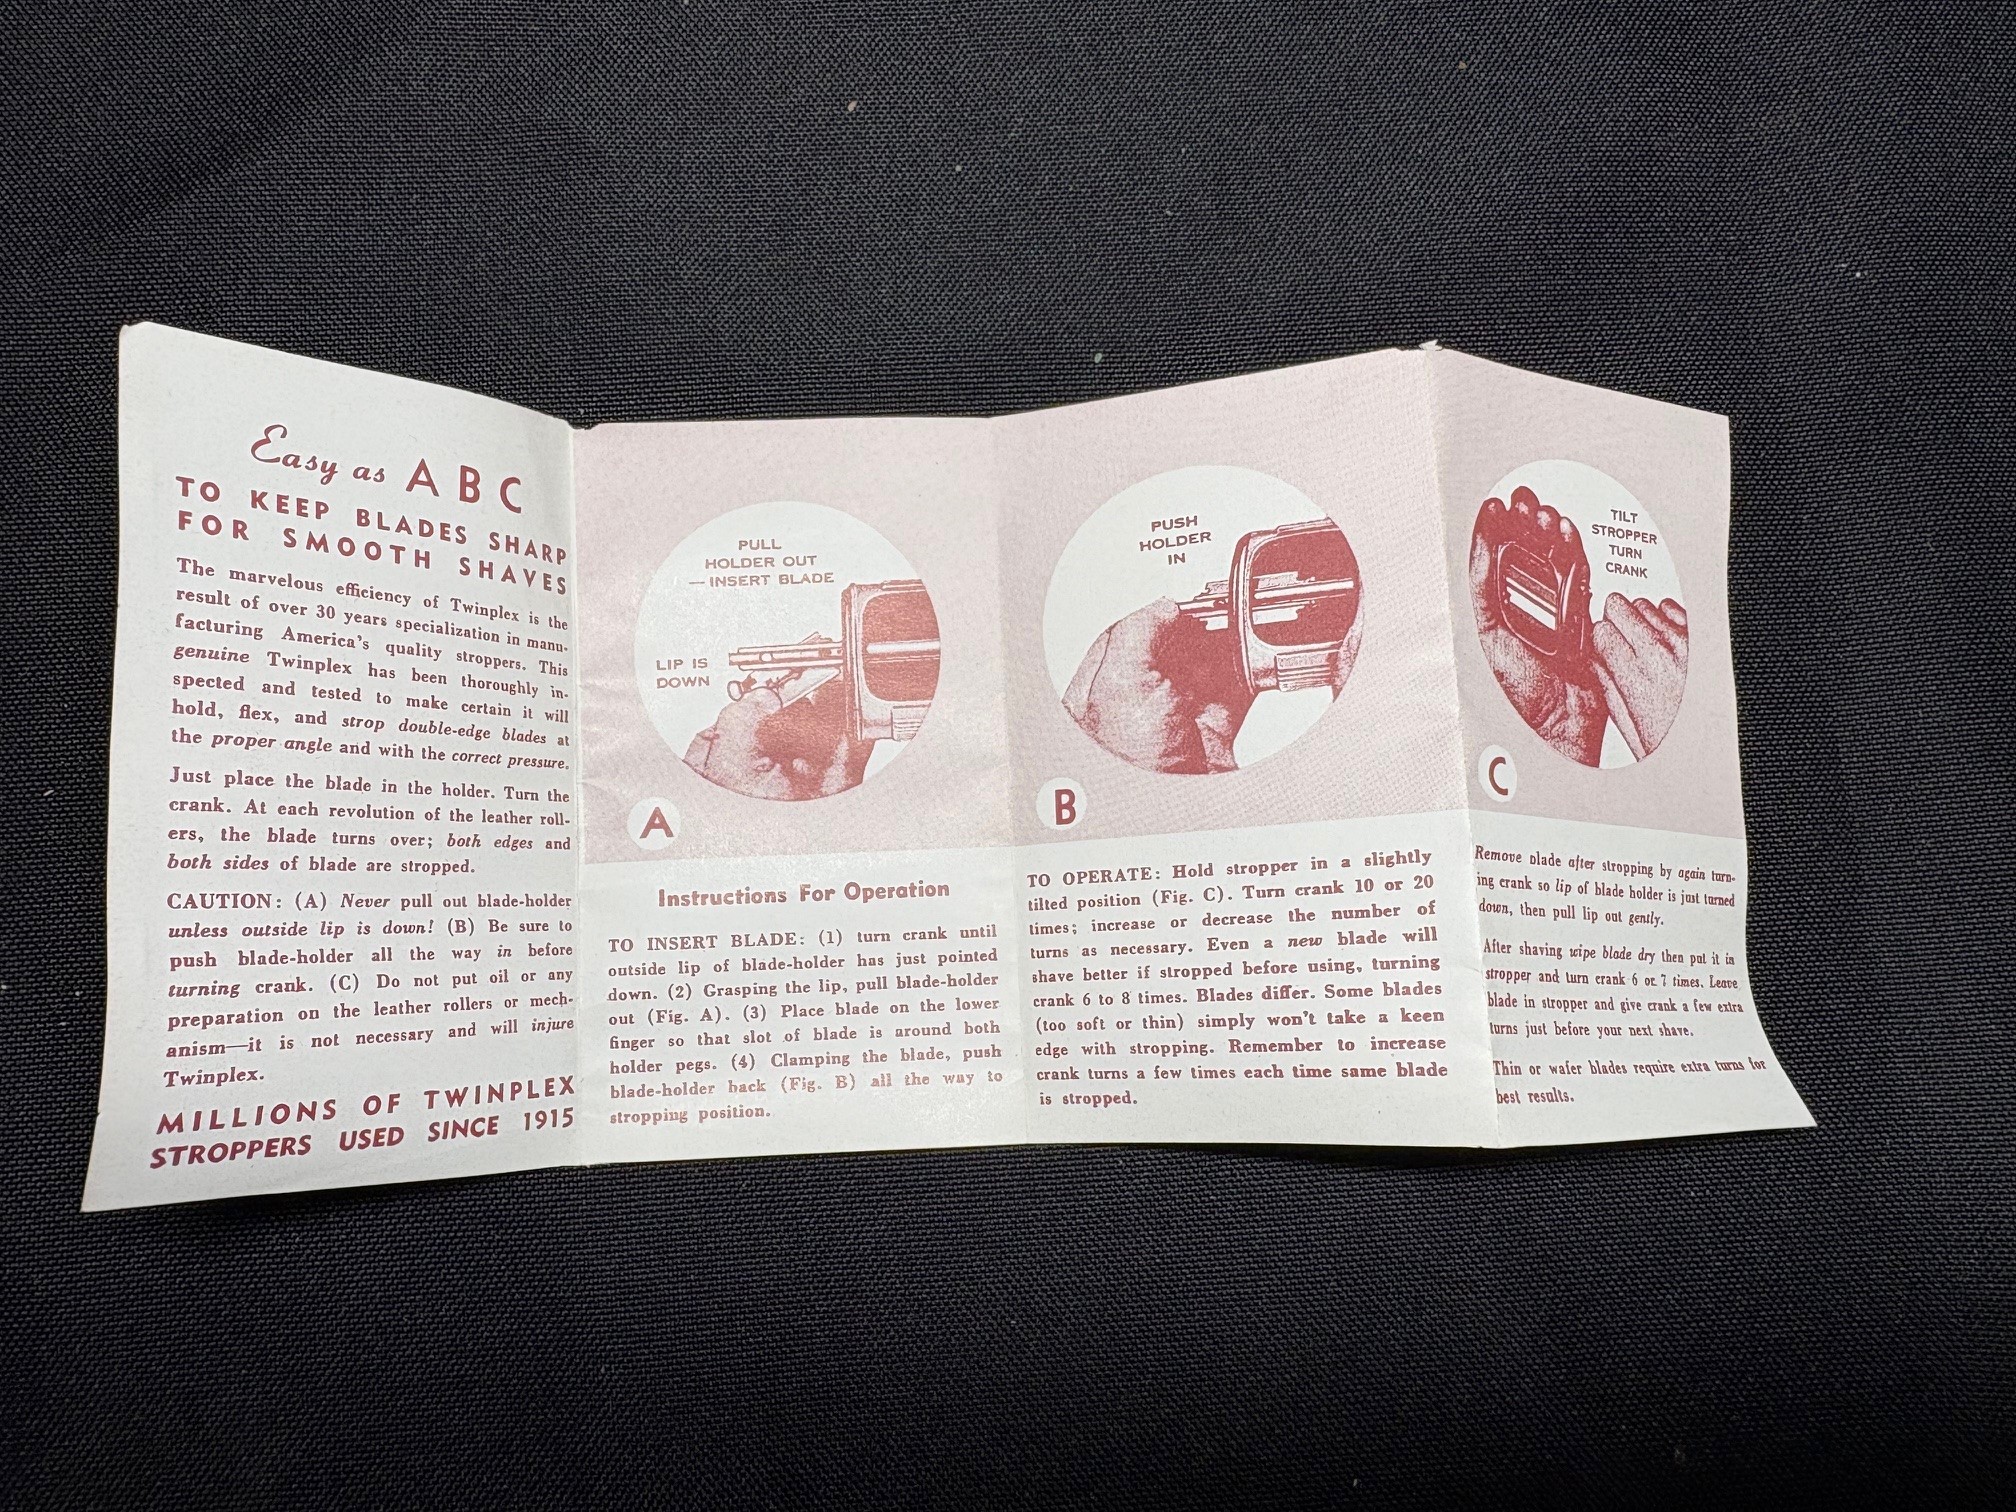 Easy as A B C
TO KEEP BLADES SHARP
FOR SMOOTH SHAVES
The marvelous efficiency of Twinplex is the
result of over 30 years specialization in manu-
facturing America's quality stroppers. This
genuine Twinplex has been thoroughly in-
spected and tested to make certain it will
hold, flex, and strop double-edge blades at
the proper angle and with the correct pressure.
Just place the blade in the holder. Turn the
crank. At each revolution of the leather roll-
ers, the blade turns over; both edges and
both sides of blade are stropped.
CAUTION: (A) Never pull out blade-holder
unless outside lip is down! (B) Be sure to
push blade-holder all the way in before
turning crank. (C) Do not put oil or any
preparation on the leather rollers or mech-
anism—it is not necessary and will injure
Twinplex.
MILLIONS OF TWINPLEX
STROPPERS USED SINCE 1915
PULL
HOLDER OUT
—INSERT BLADE
LIP IS
DOWN
A
Instructions For Operation
TO INSERT BLADE: (1) turn crank until
outside lip of blade-holder has just pointed
down. (2) Grasping the lip, pull blade-holder
out (Fig. A). (3) Place blade on the lower
finger so that slot of blade is around both
holder pegs. (4) Clamping the blade, push
blade-holder back (Fig. B) all the way to
stropping position.
PUSH
HOLDER
IN
B
TO OPERATE: Hold stropper in a slightly
tilted position (Fig. C). Turn crank 10 or 20
times; increase or decrease the number of
turns as necessary. Even a new blade will
shave better if stropped before using, turning
crank 6 to 8 times. Blades differ. Some blades
(too soft or thin) simply won't take a keen
edge with stropping. Remember to increase
crank turns a few times each time same blade
is stropped.
TILT
STROPPER
TURN
CRANK
C
Remove blade after stropping by again turn-
ing crank so lip of blade holder is just turned
down, then pull lip out gently.
After shaving wipe blade dry then put it in
stropper and turn crank 6 or 7 times. Leave
blade in stropper and give crank a few extra
turns just before your next shave.
Thin or wafer blades require extra turns for
best results.